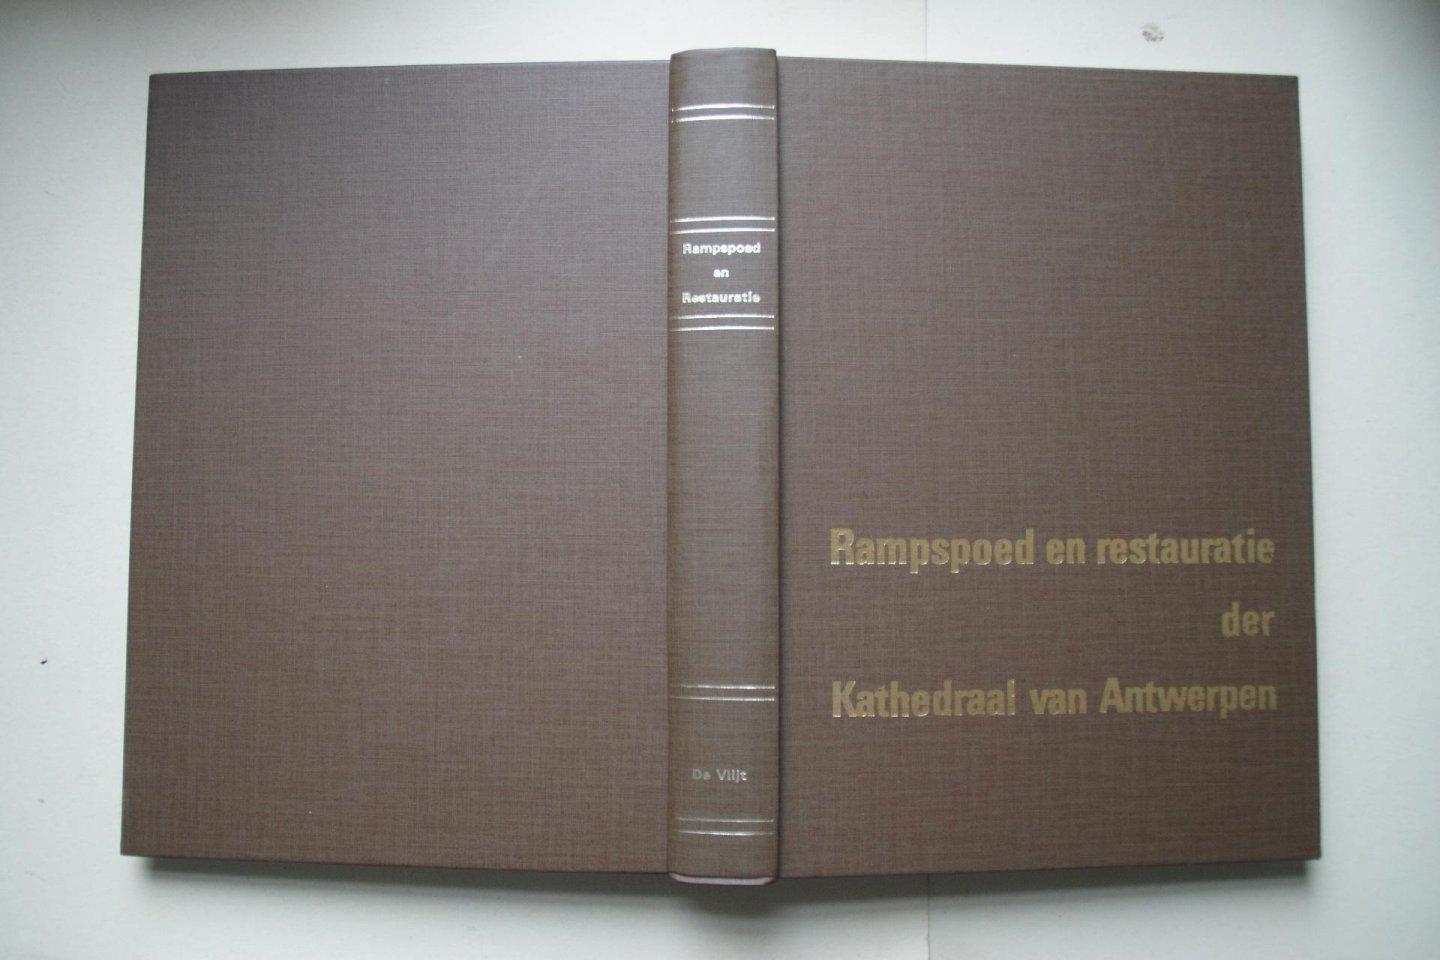 Rampspoed
en
Restauratie
De Vlijt
Rampspoed en restauratie
der
Kathedraal van Antwerpen